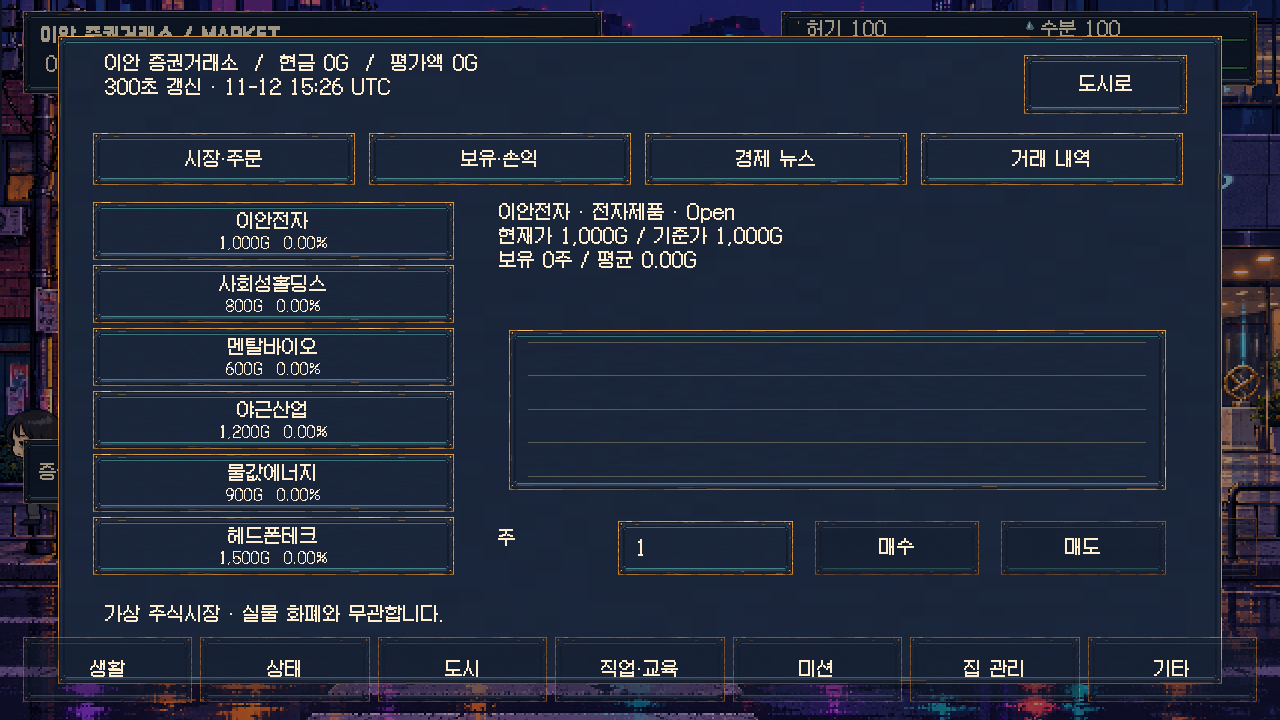 이안 증권거래소 / MARKET
허기 100
수분 100
이안 증권거래소 / 현금 0G / 평가액 0G
300초 갱신 · 11-12 15:26 UTC
도시로
시장·주문
보유·손익
경제 뉴스
거래 내역
이안전자
1,000G 0.00%
사회성홀딩스
800G 0.00%
멘탈바이오
600G 0.00%
야근산업
1,200G 0.00%
물값에너지
900G 0.00%
헤드폰테크
1,500G 0.00%
이안전자 · 전자제품 · Open
현재가 1,000G / 기준가 1,000G
보유 0주 / 평균 0.00G
주
1
매수
매도
가상 주식시장 · 실물 화폐와 무관합니다.
생활
상태
도시
직업·교육
미션
집 관리
기타